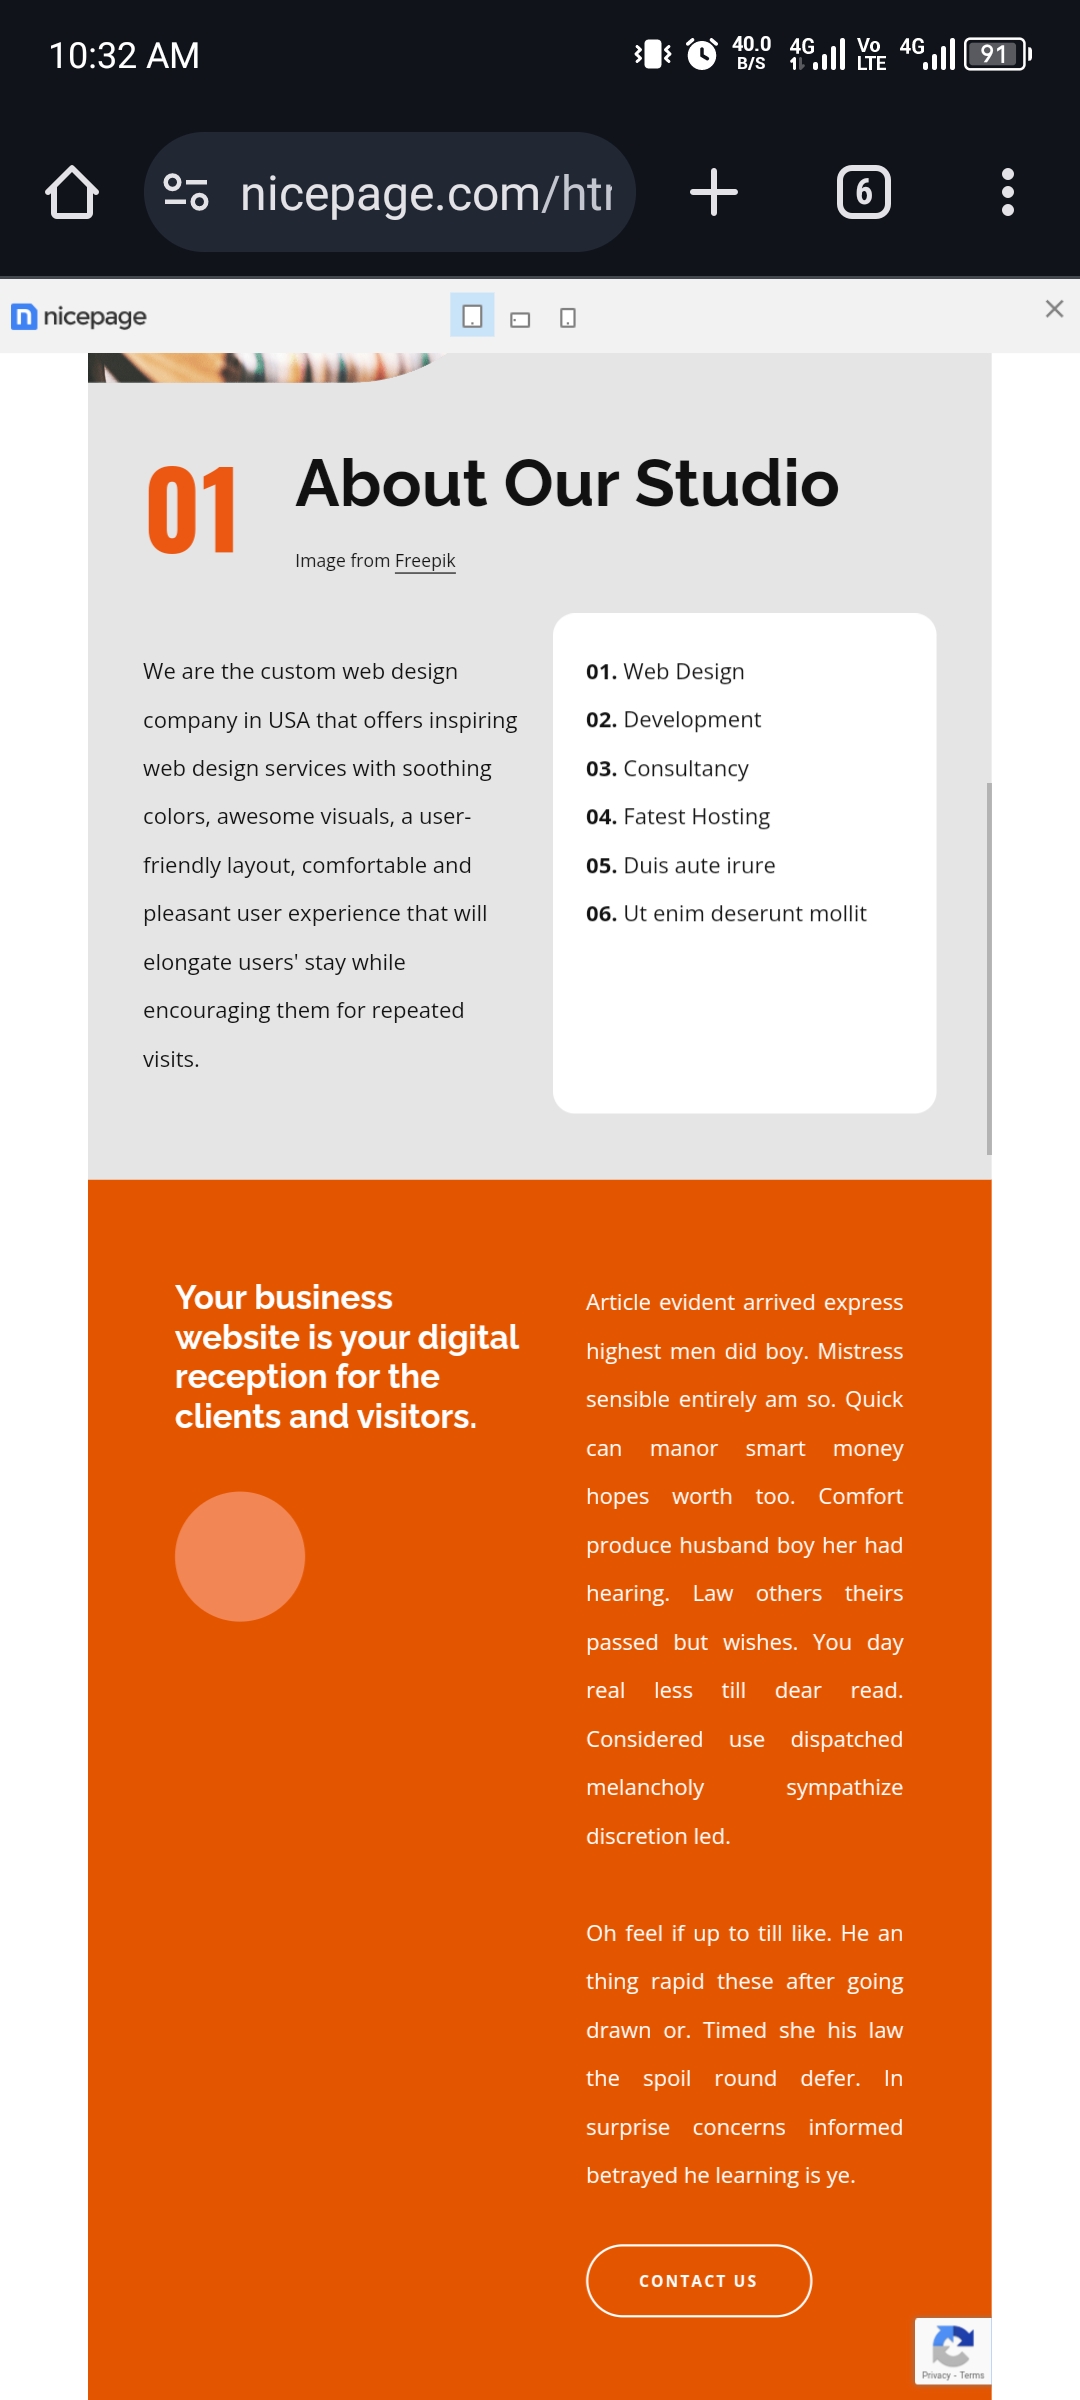 10:32 AM
40.0
B/S
4G
Vo
LTE
4G
91
nicepage.com/htr
6
nicepage
01
About Our Studio
Image from Freepik
We are the custom web design
company in USA that offers inspiring
web design services with soothing
colors, awesome visuals, a user-
friendly layout, comfortable and
pleasant user experience that will
elongate users' stay while
encouraging them for repeated
visits.
01. Web Design
02. Development
03. Consultancy
04. Fatest Hosting
05. Duis aute irure
06. Ut enim deserunt mollit
Your business
website is your digital
reception for the
clients and visitors.
Article evident arrived express
highest men did boy. Mistress
sensible entirely am so. Quick
can manor smart money
hopes worth too. Comfort
produce husband boy her had
hearing. Law others theirs
passed but wishes. You day
real less till dear read.
Considered use dispatched
melancholy sympathize
discretion led.
Oh feel if up to till like. He an
thing rapid these after going
drawn or. Timed she his law
the spoil round defer. In
surprise concerns informed
betrayed he learning is ye.
CONTACT US
Privacy - Terms